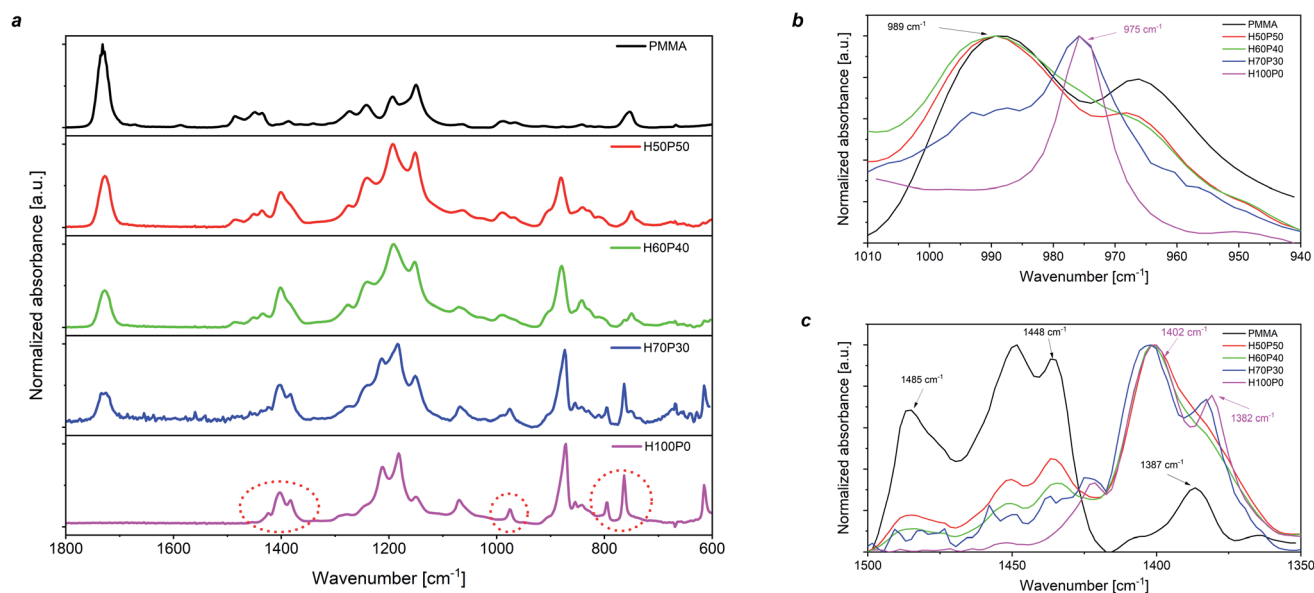 a
PMMA
H50P50
H60P40
H70P30
H100P0
Normalized absorbance [a.u.]
1800 1600 1400 1200 1000 800 600
Wavenumber [cm⁻¹]
b
989 cm⁻¹
975 cm⁻¹
PMMA
H50P50
H60P40
H70P30
H100P0
Normalized absorbance [a.u.]
1010 1000 990 980 970 960 950 940
Wavenumber [cm⁻¹]
c
1485 cm⁻¹
1448 cm⁻¹
1402 cm⁻¹
1382 cm⁻¹
1387 cm⁻¹
PMMA
H50P50
H60P40
H70P30
H100P0
Normalized absorbance [a.u.]
1500 1450 1400 1350
Wavenumber [cm⁻¹]